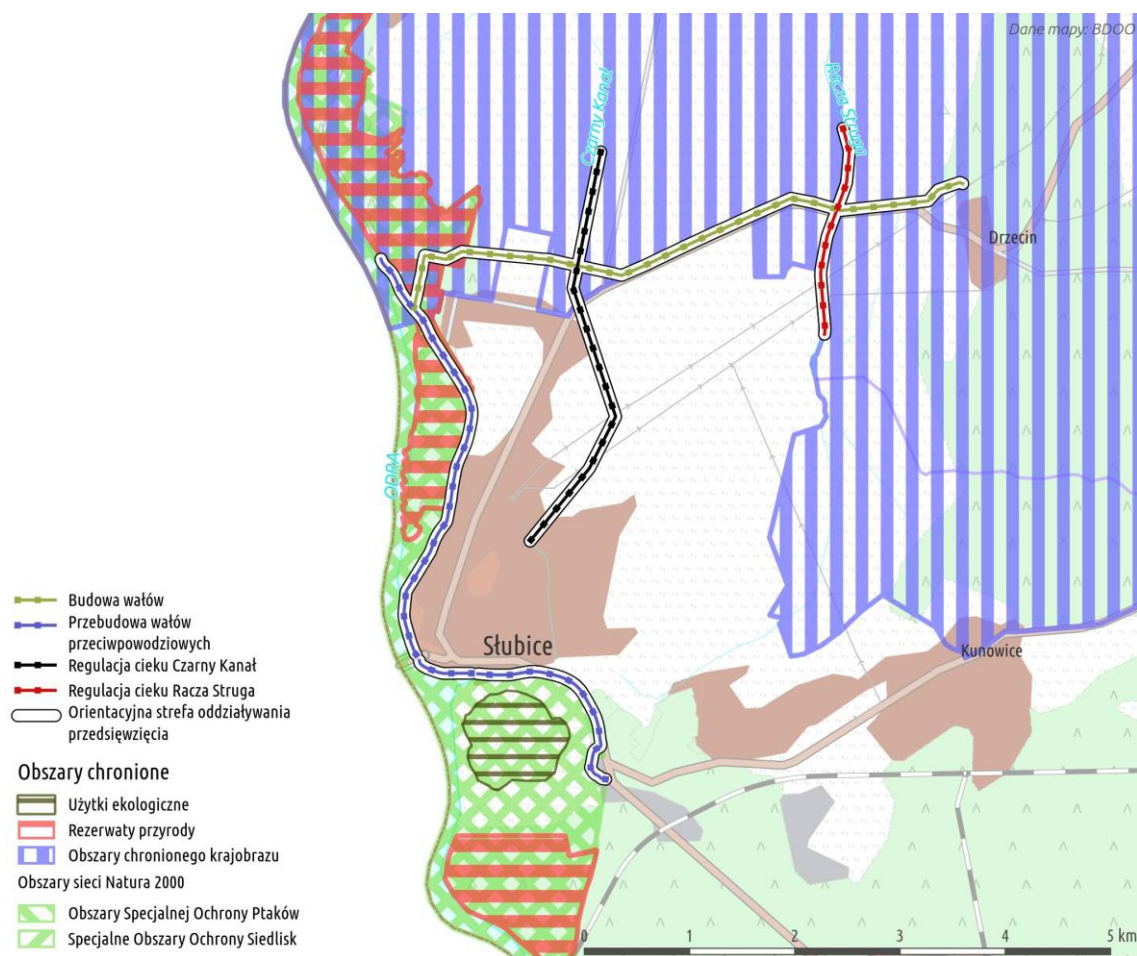 Dane mapy: BDOO
Czarny Kanał
Racza Struga
Drzecin
ODRA
Słubice
Kunowice
Budowa wałów
Przebudowa wałów
przeciwpowodziowych
Regulacja cieku Czarny Kanał
Regulacja cieku Racza Struga
Orientacyjna strefa oddziaływania
przedsięwzięcia
Obszary chronione
Użytki ekologiczne
Rezerwaty przyrody
Obszary chronionego krajobrazu
Obszary sieci Natura 2000
Obszary Specjalnej Ochrony Ptaków
Specjalne Obszary Ochrony Siedlisk
0 1 2 3 4 5 km